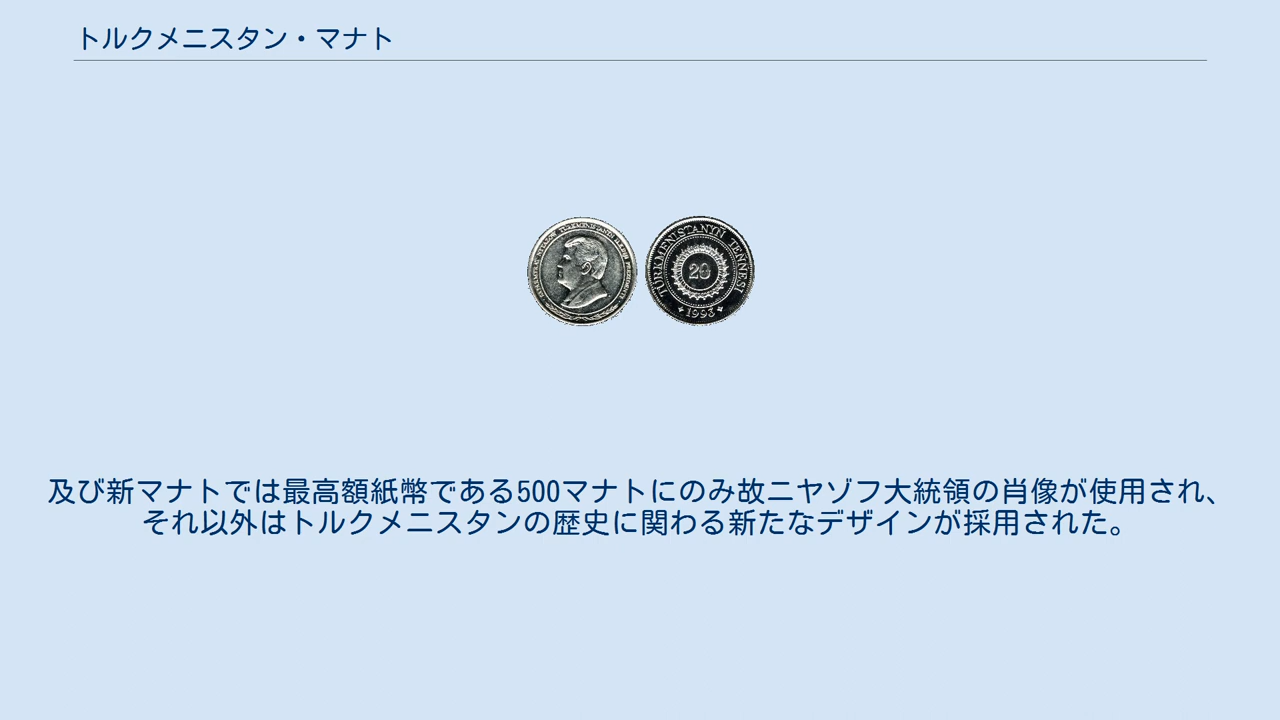 トルクメニスタン・マナト
TÜRKMENISTANYŇ TEŇŇESI
20
1993
及び新マナトでは最高額紙幣である500マナトにのみ故ニヤゾフ大統領の肖像が使用され、
それ以外はトルクメニスタンの歴史に関わる新たなデザインが採用された。